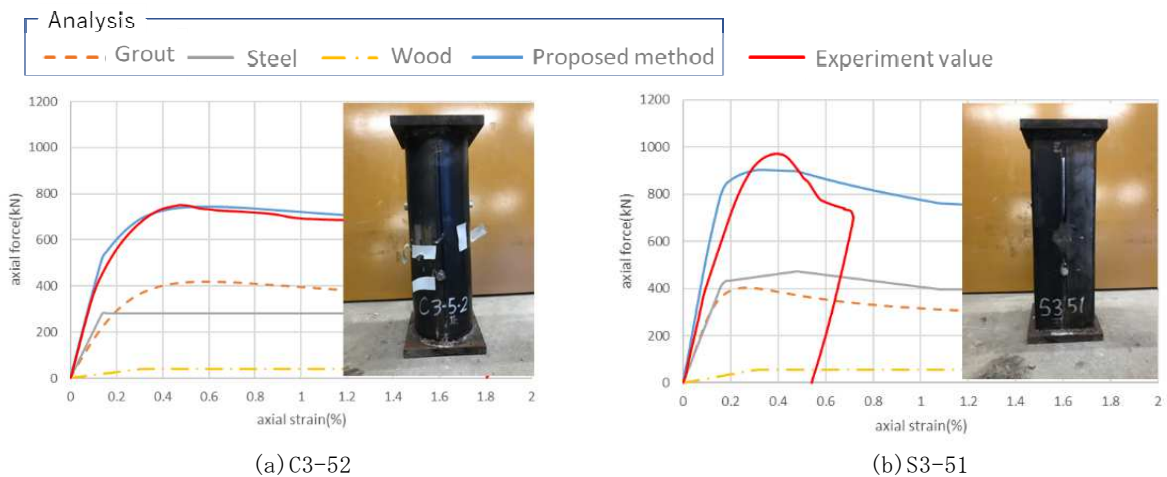 Analysis
Grout Steel Wood Proposed method Experiment value
1200
1000
800
600
400
200
0
axial force(kN)
0 0.2 0.4 0.6 0.8 1 1.2 1.4 1.6 1.8 2
axial strain(%)
C3-5-2
(a)C3-52
1200
1000
800
600
400
200
0
axial force(kN)
0 0.2 0.4 0.6 0.8 1 1.2 1.4 1.6 1.8 2
axial strain(%)
S3 51
(b)S3-51